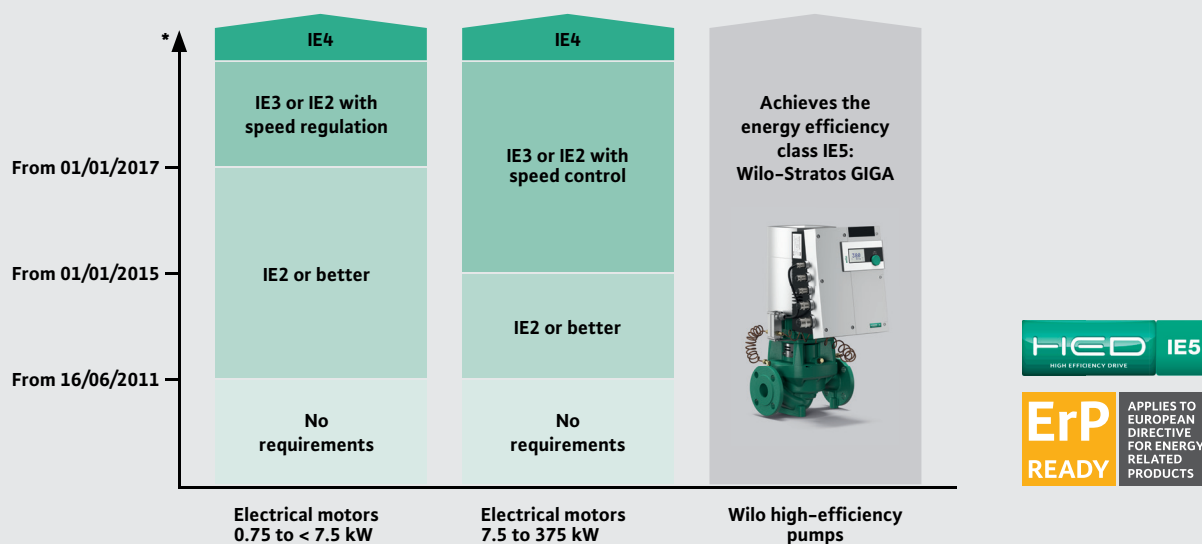 *
IE4
IE4
IE3 or IE2 with
speed regulation
IE3 or IE2 with
speed control
Achieves the
energy efficiency
class IE5:
Wilo-Stratos GIGA
From 01/01/2017
IE2 or better
From 01/01/2015
IE2 or better
From 16/06/2011
No
requirements
No
requirements
Electrical motors
0.75 to < 7.5 kW
Electrical motors
7.5 to 375 kW
Wilo high-efficiency
pumps
HED
HIGH EFFICIENCY DRIVE
IE5
ErP
READY
APPLIES TO
EUROPEAN
DIRECTIVE
FOR ENERGY
RELATED
PRODUCTS